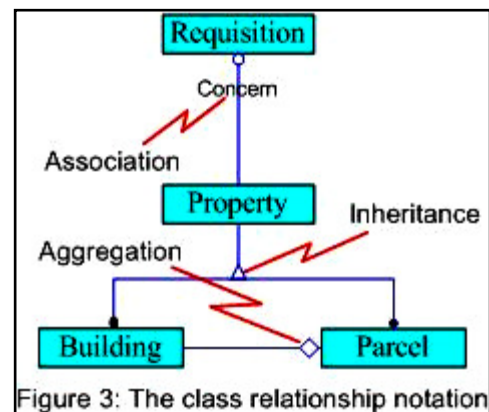 Requisition
Concern
Association
Property
Inheritance
Aggregation
Building
Parcel
Figure 3: The class relationship notation